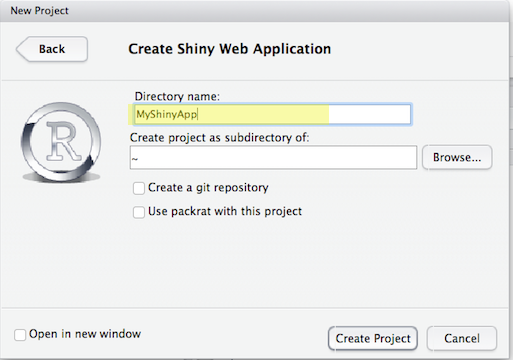 New Project
Back
Create Shiny Web Application
Directory name:
MyShinyApp
R
Create project as subdirectory of:
~
Browse...
Create a git repository
Use packrat with this project
Open in new window
Create Project
Cancel